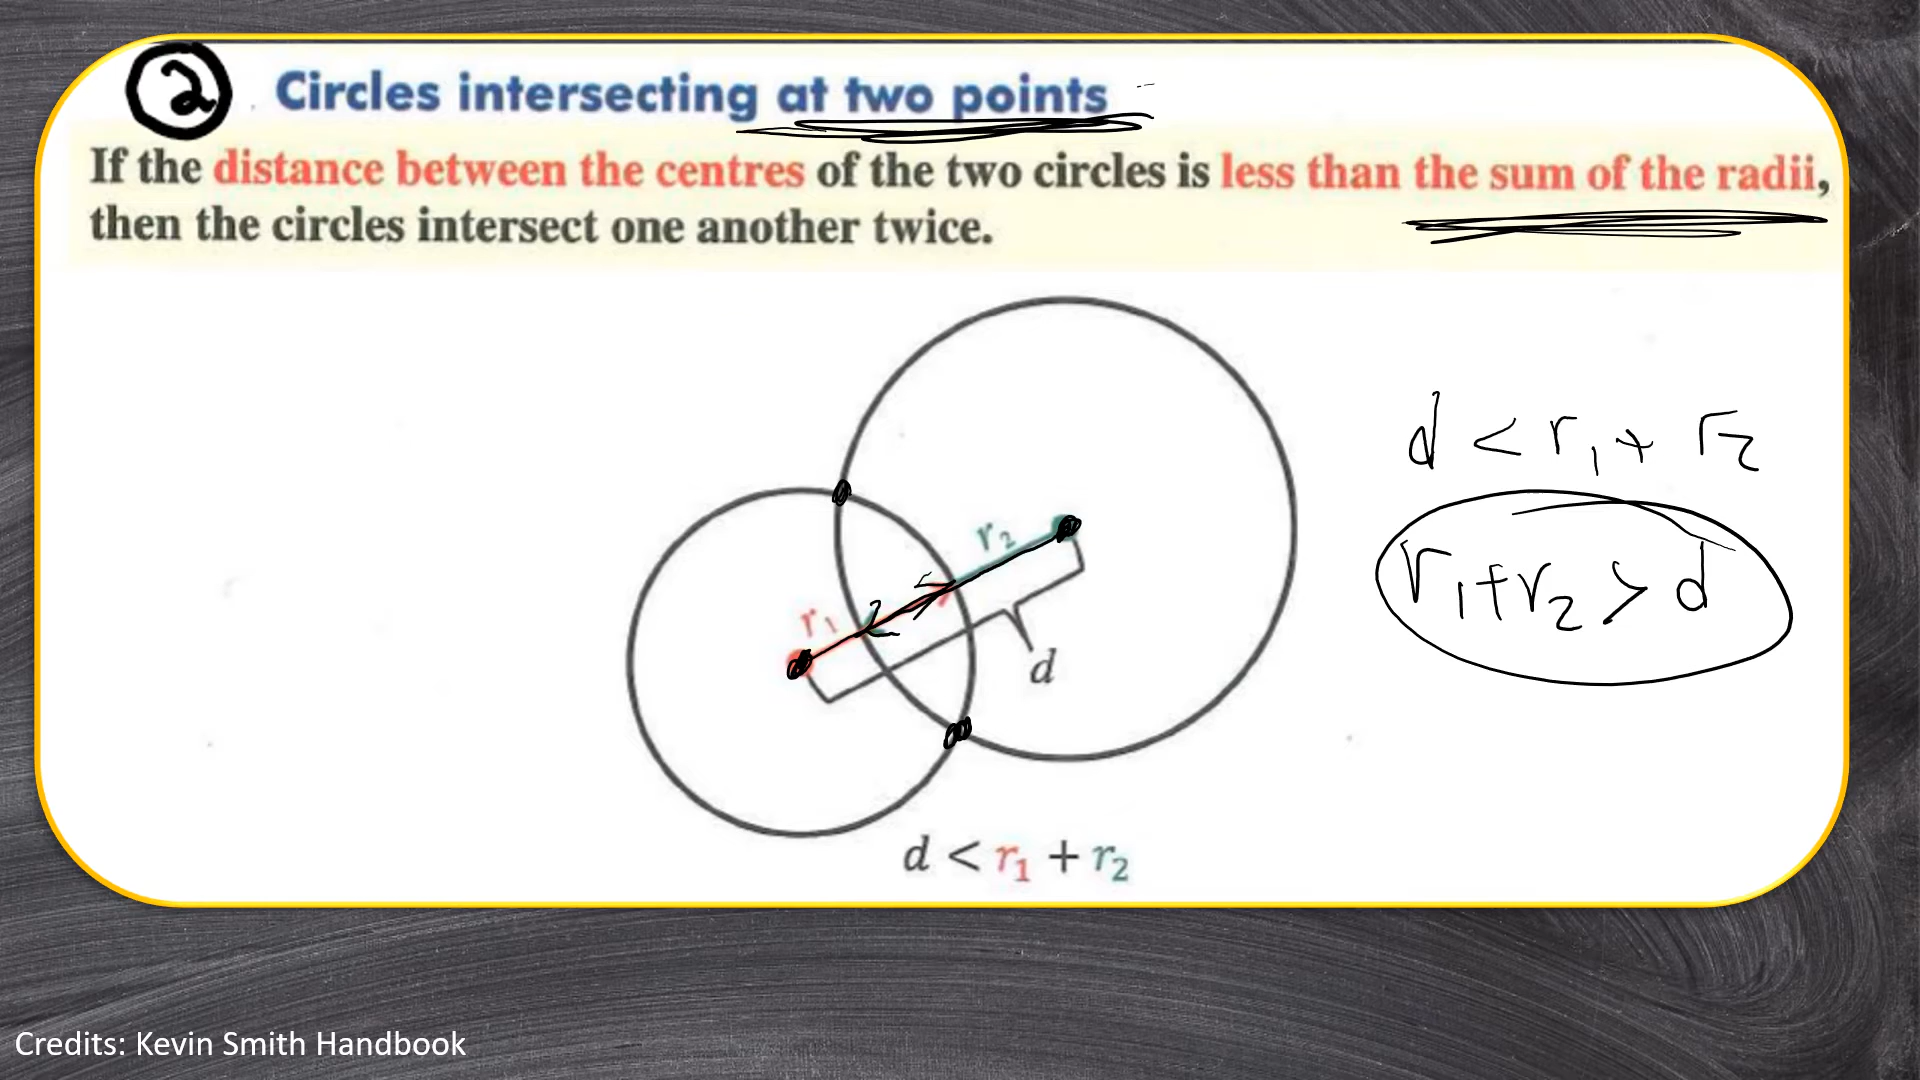 2 Circles intersecting at two points
If the distance between the centres of the two circles is less than the sum of the radii,
then the circles intersect one another twice.
d < r₁ + r₂
r₂
r₁+r₂ > d
r₁
d
d < r₁ + r₂
Credits: Kevin Smith Handbook